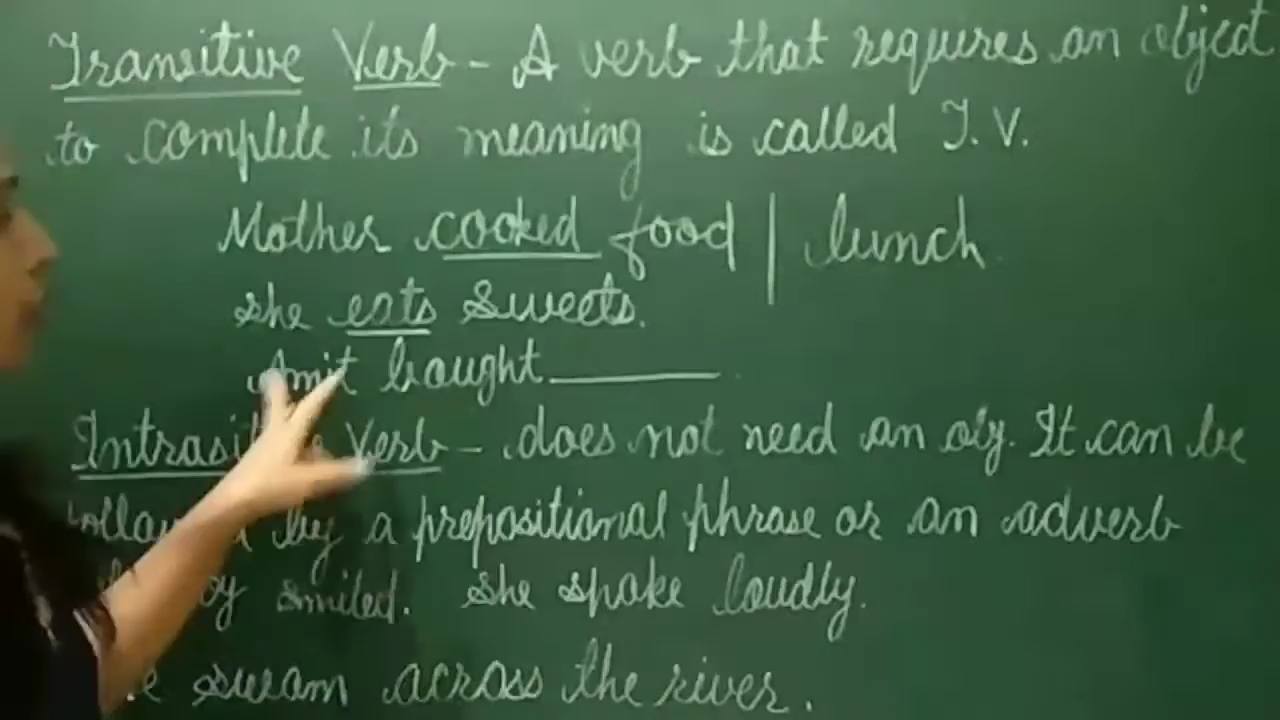 Transitive Verb - A verb that requires an object
to complete its meaning is called T.V.
Mother cooked food | lunch
She eats sweets.
Amit bought ______.
Verb - does not need an obj. It can be
by a prepositional phrase or an adverb
smiled. She spoke loudly.
swam across the river.